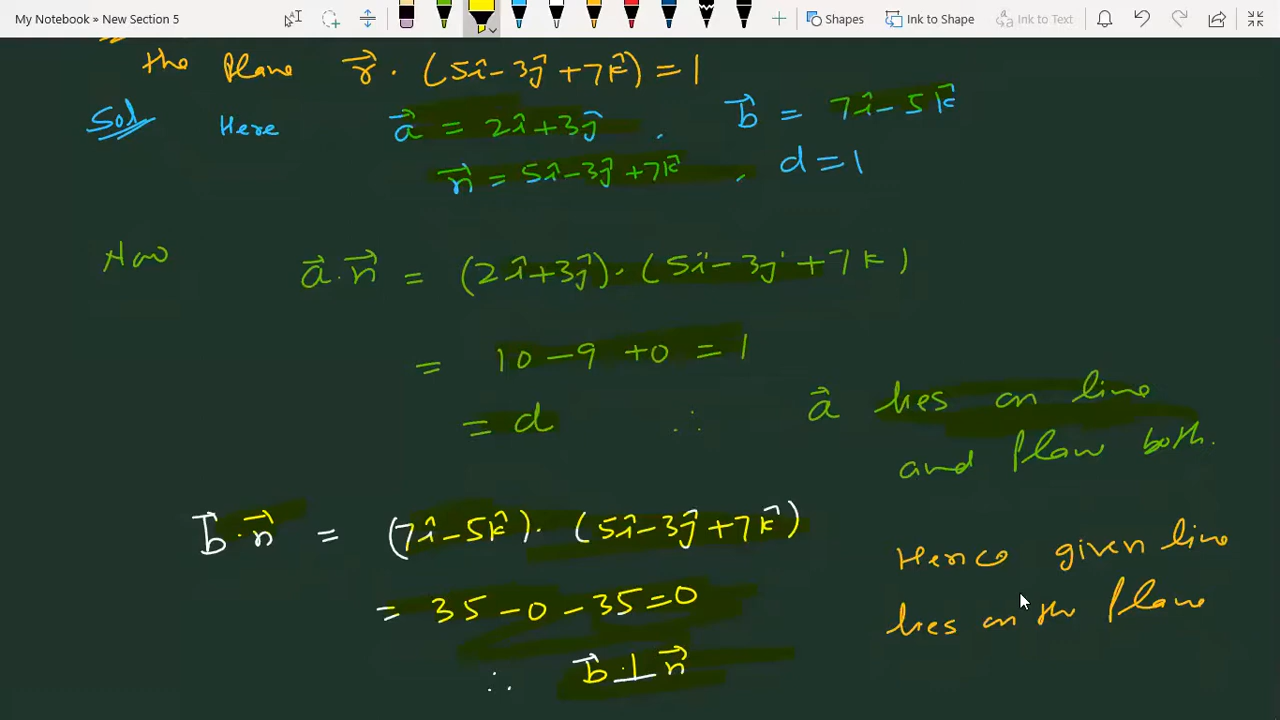 My Notebook » New Section 5
Shapes Ink to Shape Ink to Text
the Plane r⃗ · (5î-3ĵ+7k̂) = 1
Sol Here a⃗ = 2î+3ĵ , b⃗ = 7î-5k̂
n⃗ = 5î-3ĵ+7k̂ , d=1
Now a⃗.n⃗ = (2î+3ĵ)·(5î-3ĵ+7k̂)
= 10-9+0 = 1
= d ∴ a⃗ lies on line
and Plane both.
b⃗·n⃗ = (7î-5k̂)·(5î-3ĵ+7k̂)
= 35-0-35=0
∴ b⃗ ⊥ n⃗
Hence given line
lies on the Plane